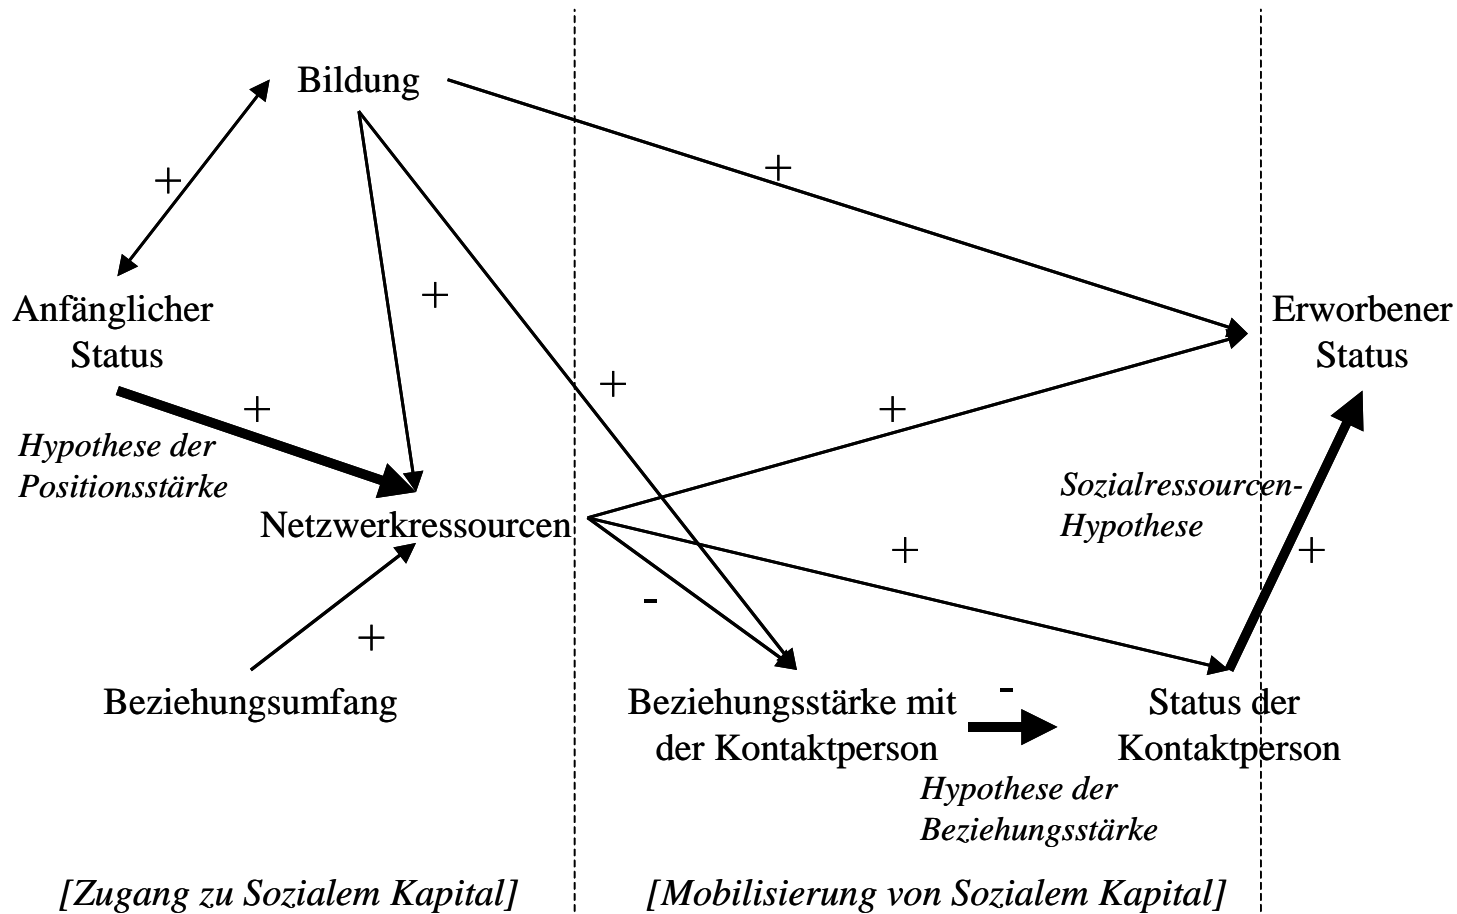 Bildung
+
+
Anfänglicher
Status
+
Erworbener
Status
+
+
+
Hypothese der
Positionsstärke
Sozialressourcen-
Hypothese
Netzwerkressourcen
+
+
-
+
Beziehungsumfang
Beziehungsstärke mit
der Kontaktperson
-
Status der
Kontaktperson
Hypothese der
Beziehungsstärke
[Zugang zu Sozialem Kapital]
[Mobilisierung von Sozialem Kapital]